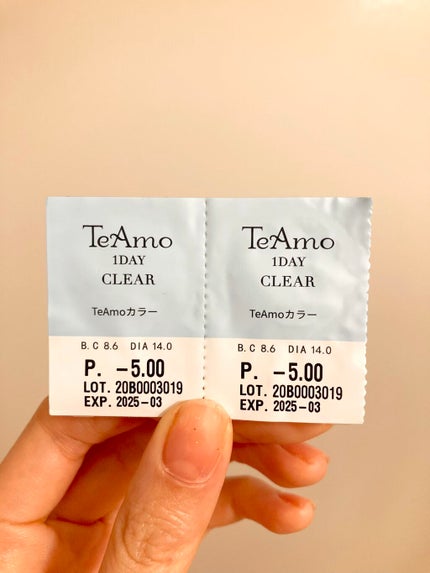 TeAmo
1DAY
CLEAR
TeAmoカラー
B.C 8.6 DIA 14.0
P. -5.00
LOT. 20B0003019
EXP. 2025-03
TeAmo
1DAY
CLEAR
TeAmoカラー
B.C 8.6 DIA 14.0
P. -5.00
LOT. 20B0003019
EXP. 2025-03